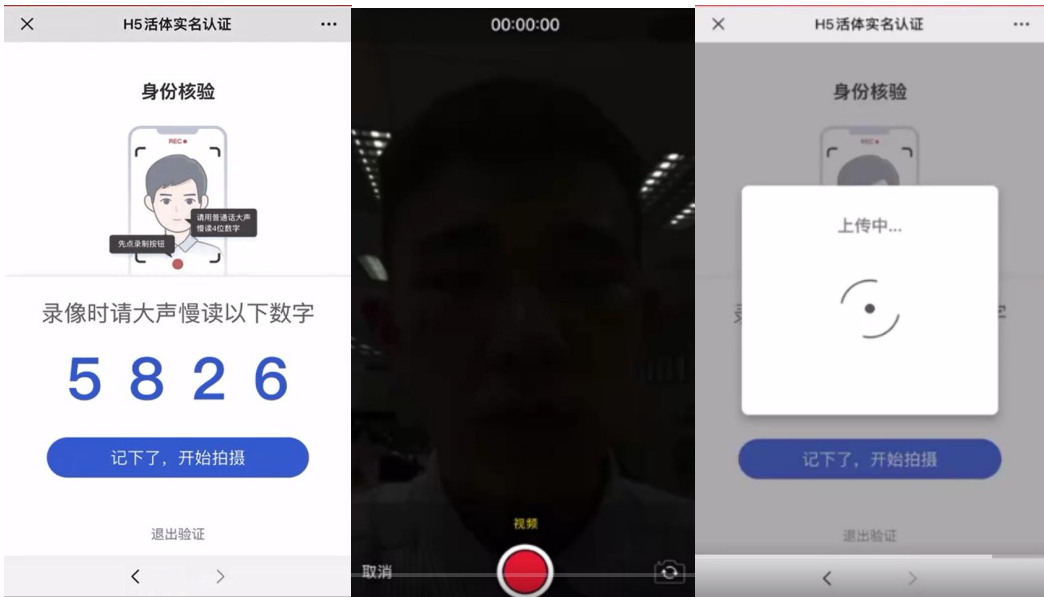 H5活体实名认证
身份核验
REC
请用普通话大声
慢读4位数字
先点录制按钮
录像时请大声慢读以下数字
5 8 2 6
记下了，开始拍摄
退出验证
00:00:00
视频
取消
H5活体实名认证
身份核验
REC
上传中...
记下了，开始拍摄
退出验证